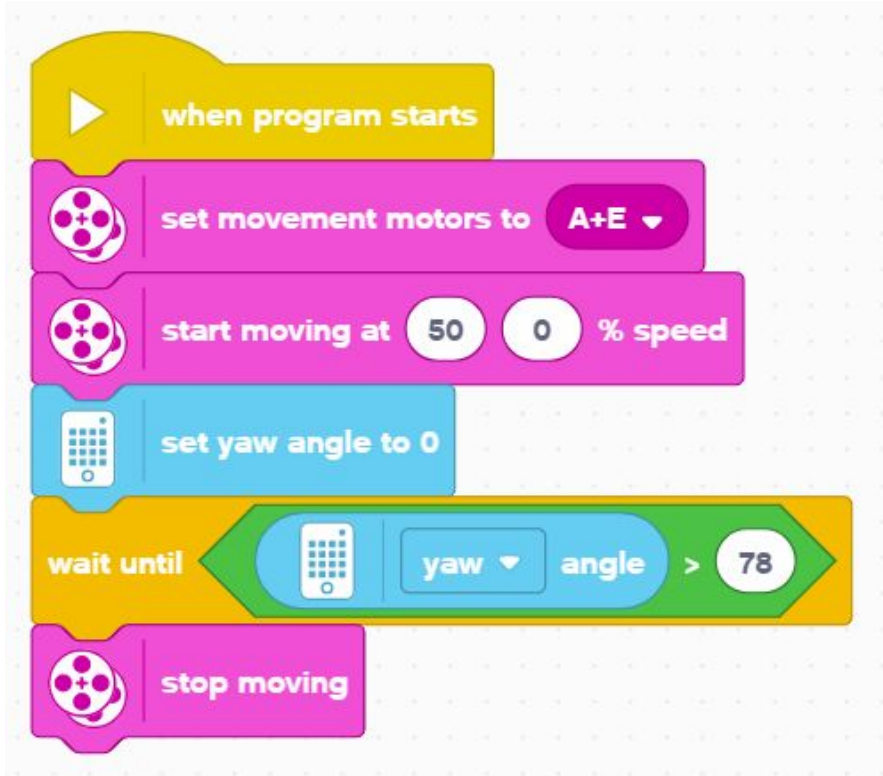 when program starts
set movement motors to A+E
start moving at 50 0 % speed
set yaw angle to 0
wait until yaw angle > 78
stop moving